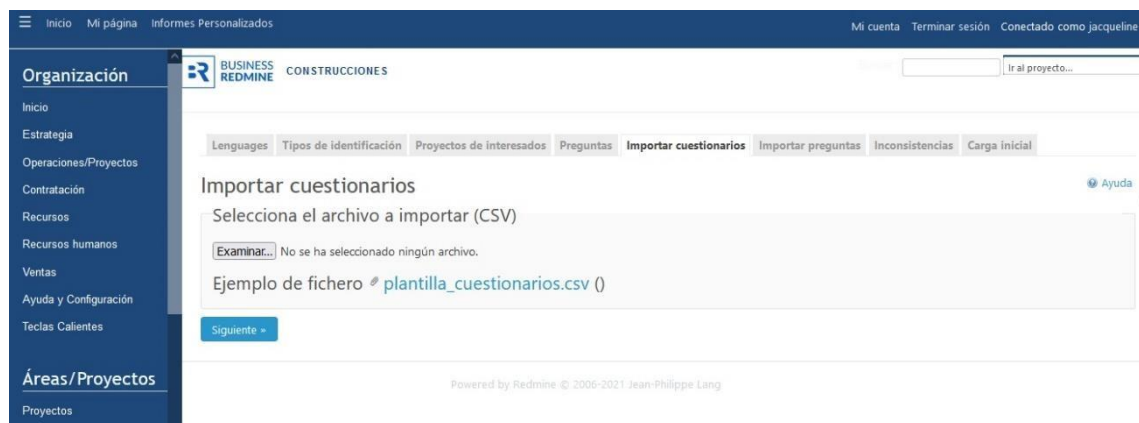 ☰ Inicio Mi página Informes Personalizados
Mi cuenta Terminar sesión Conectado como jacqueline
Organización
Inicio
Estrategia
Operaciones/Proyectos
Contratación
Recursos
Recursos humanos
Ventas
Ayuda y Configuración
Teclas Calientes
Áreas/Proyectos
Proyectos
BUSINESS
REDMINE
CONSTRUCCIONES
Ir al proyecto...
Lenguages Tipos de identificación Proyectos de interesados Preguntas Importar cuestionarios Importar preguntas Inconsistencias Carga inicial
Importar cuestionarios
Ayuda
Selecciona el archivo a importar (CSV)
Examinar... No se ha seleccionado ningún archivo.
Ejemplo de fichero plantilla_cuestionarios.csv ()
Siguiente »
Powered by Redmine © 2006-2021 Jean-Philippe Lang